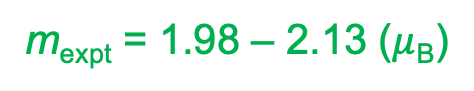 mexpt = 1.98 – 2.13 (μB)